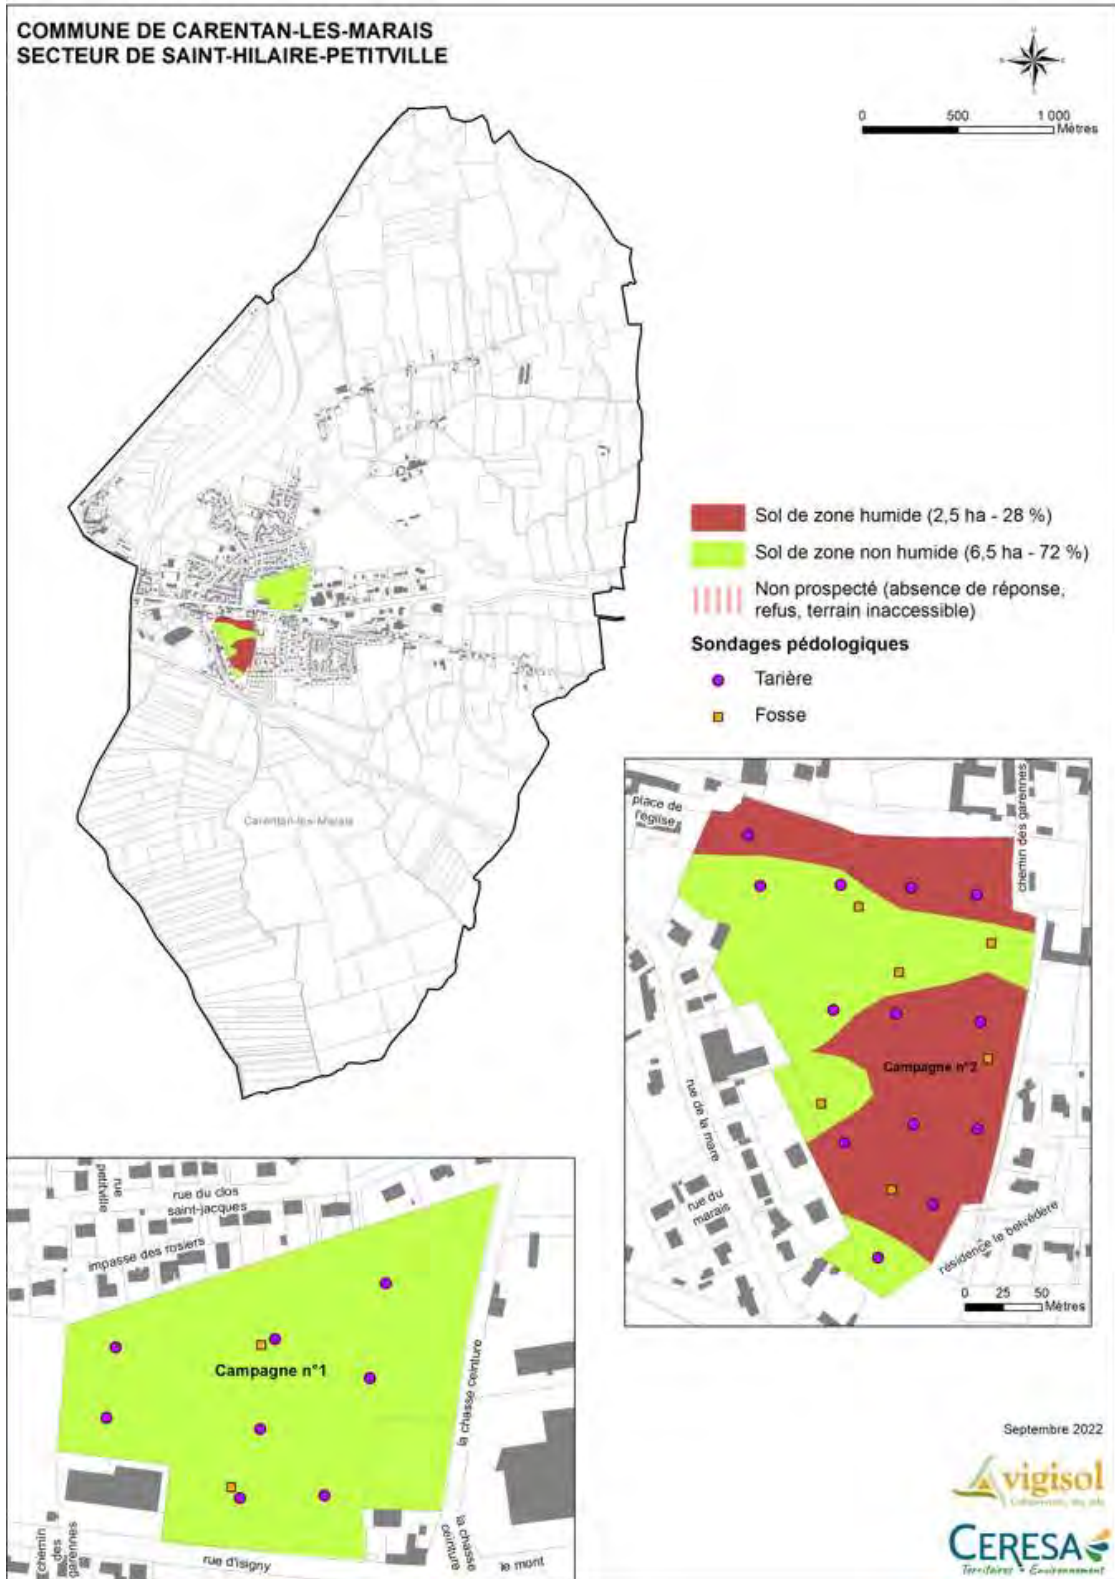 COMMUNE DE CARENTAN-LES-MARAIS
SECTEUR DE SAINT-HILAIRE-PETITVILLE
N
0 500 1 000
Mètres
Carentan-les-Marais
Sol de zone humide (2,5 ha - 28 %)
Sol de zone non humide (6,5 ha - 72 %)
Non prospecté (absence de réponse,
refus, terrain inaccessible)
Sondages pédologiques
Tarière
Fosse
place de
l'église
chemin des garennes
Campagne n°2
rue de la mare
rue du
marais
résidence le belvédère
0 25 50
Mètres
rue
petitville
rue du clos
saint-jacques
impasse des rosiers
Campagne n°1
la chasse ceinture
la chasse
ceinture
chemin
des
garennes
rue d'isigny
le mont
Septembre 2022
vigisol
CERESA
Territoires + Environnement